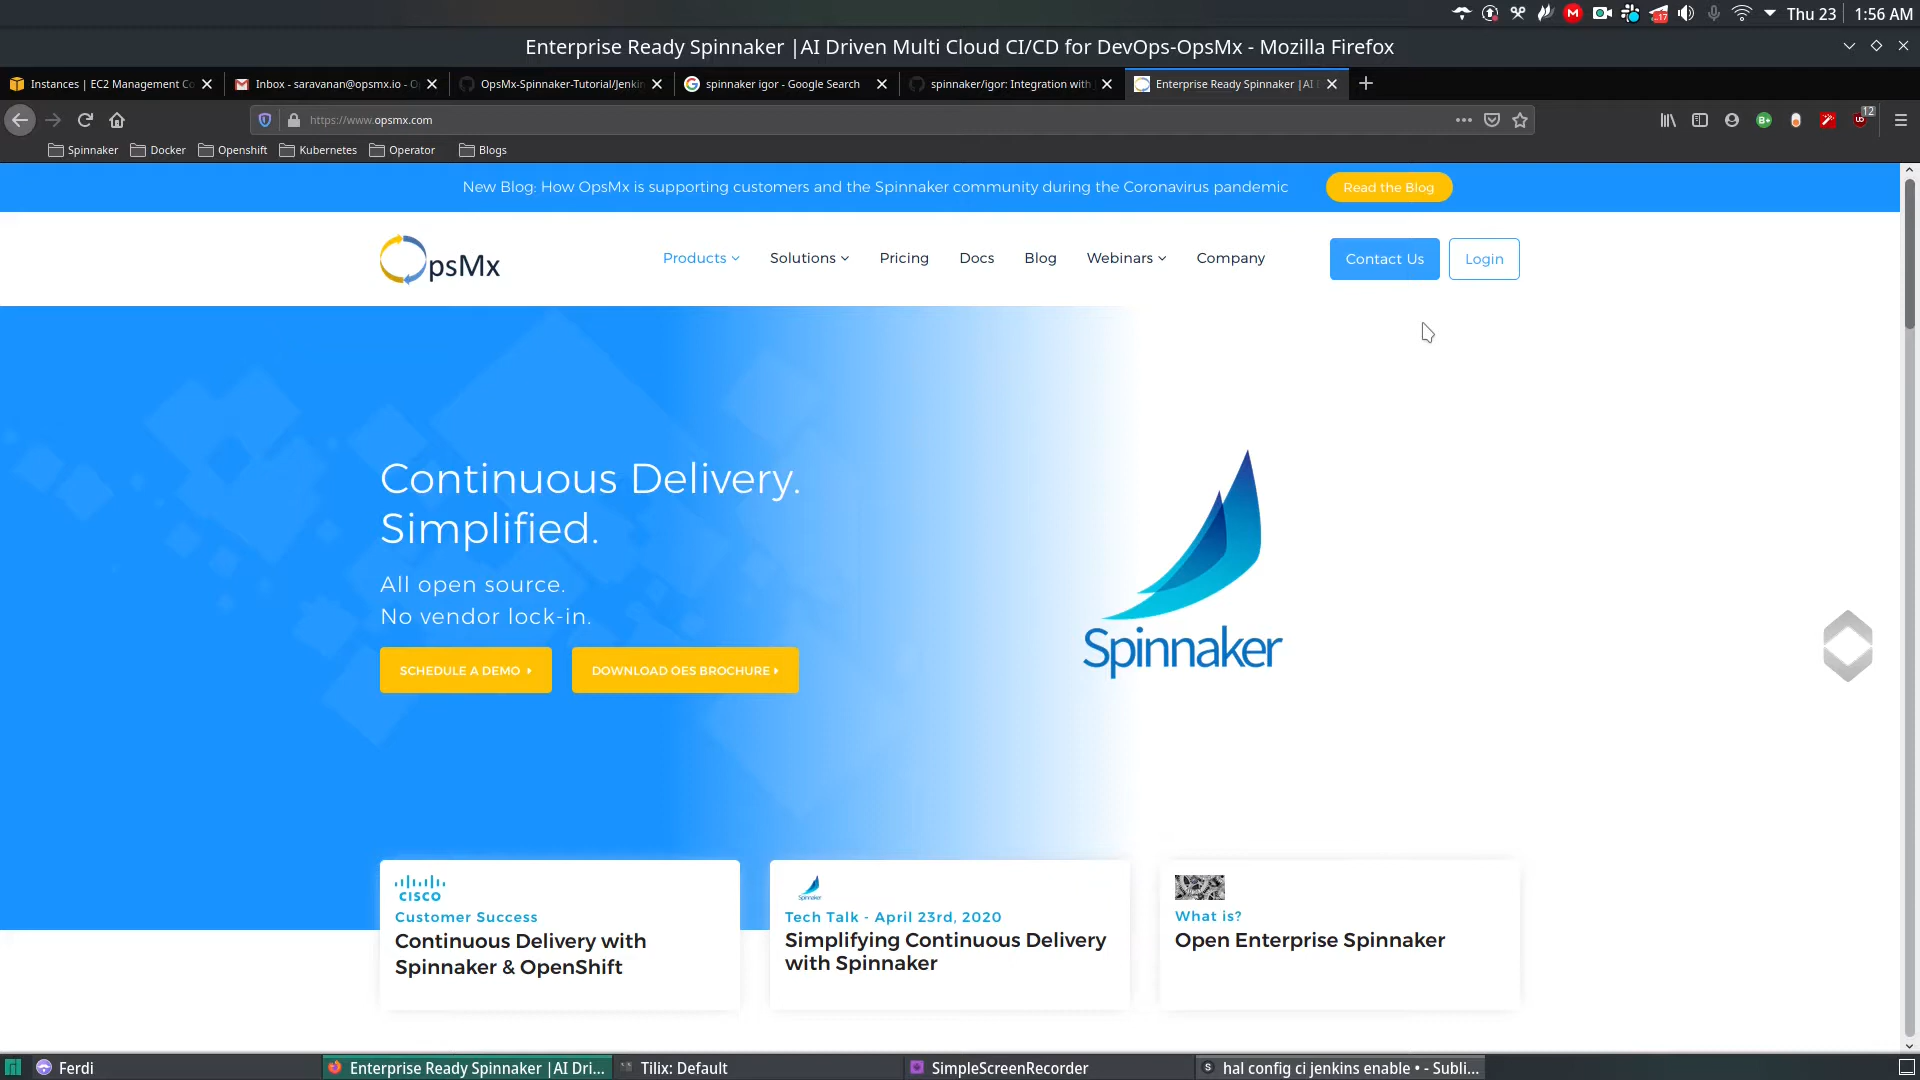 Thu 23
1:56 AM
Enterprise Ready Spinnaker |AI Driven Multi Cloud CI/CD for DevOps-OpsMx - Mozilla Firefox
Instances | EC2 Management Co
Inbox - saravanan@opsmx.io - O
OpsMx-Spinnaker-Tutorial/Jenkin
spinnaker igor - Google Search
spinnaker/igor: Integration with
Enterprise Ready Spinnaker |AI
https://www.opsmx.com
12
Spinnaker
Docker
Openshift
Kubernetes
Operator
Blogs
New Blog: How OpsMx is supporting customers and the Spinnaker community during the Coronavirus pandemic
Read the Blog
OpsMx
Products
Solutions
Pricing
Docs
Blog
Webinars
Company
Contact Us
Login
Continuous Delivery.
Simplified.
All open source.
No vendor lock-in.
SCHEDULE A DEMO
DOWNLOAD OES BROCHURE
Spinnaker
CISCO
Customer Success
Continuous Delivery with
Spinnaker & OpenShift
Spinnaker
Tech Talk - April 23rd, 2020
Simplifying Continuous Delivery
with Spinnaker
What is?
Open Enterprise Spinnaker
Ferdi
Enterprise Ready Spinnaker |AI Dri...
Tilix: Default
SimpleScreenRecorder
hal config ci jenkins enable • - Subli...